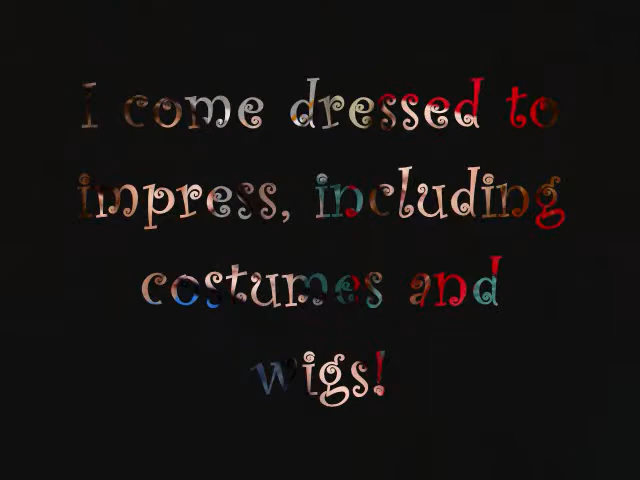 I come dressed to
impress, including
costumes and
wigs!